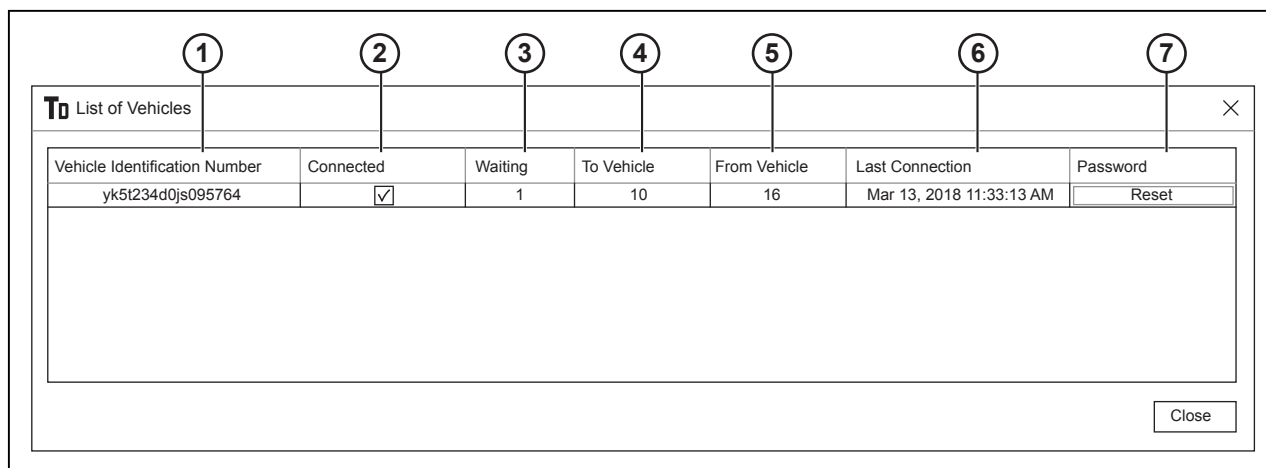 1 2 3 4 5 6 7
TD List of Vehicles
Vehicle Identification Number Connected Waiting To Vehicle From Vehicle Last Connection Password
yk5t234d0js095764 1 10 16 Mar 13, 2018 11:33:13 AM Reset
Close